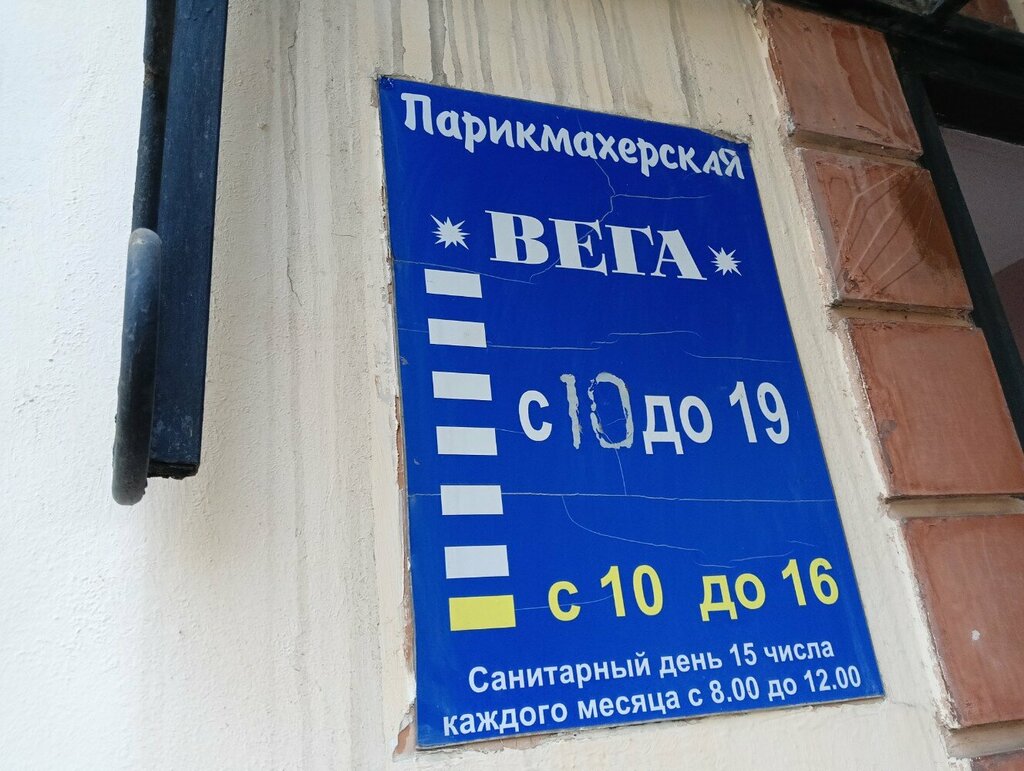 Парикмахерская
ВЕГА
с 10 до 19
с 10 до 16
Санитарный день 15 числа
каждого месяца с 8.00 до 12.00